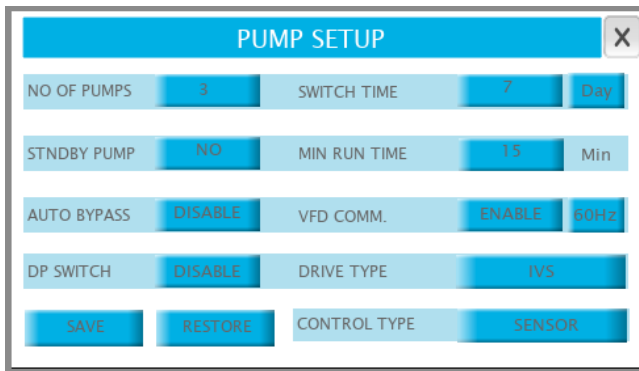 PUMP SETUP X
NO OF PUMPS 3 SWITCH TIME 7 Day
STNDBY PUMP NO MIN RUN TIME 15 Min
AUTO BYPASS DISABLE VFD COMM. ENABLE 60Hz
DP SWITCH DISABLE DRIVE TYPE IVS
SAVE RESTORE CONTROL TYPE SENSOR